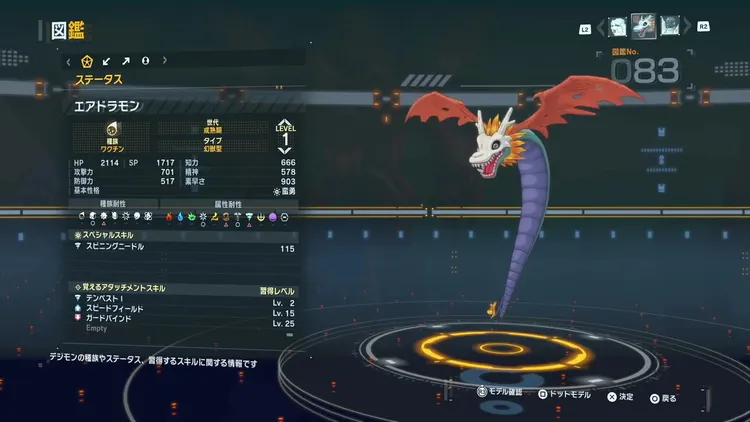 図鑑
L2
R2
図鑑No.
083
ステータス
エアドラモン
種族
ワクチン
世代
成熟期
タイプ
幻獣型
LEVEL
1
HP 2114 SP 1717 知力 666
攻撃力 701 精神 578
防御力 517 素早さ 903
基本性格 蛮勇
種族耐性 属性耐性
スペシャルスキル
スピニングニードル 115
覚えるアタッチメントスキル 習得レベル
テンペストI Lv. 2
スピードフィールド Lv. 15
ガードバインド Lv. 25
Empty
デジモンの種族やステータス、習得するスキルに関する情報です
R3 モデル確認 ドットモデル 決定 戻る